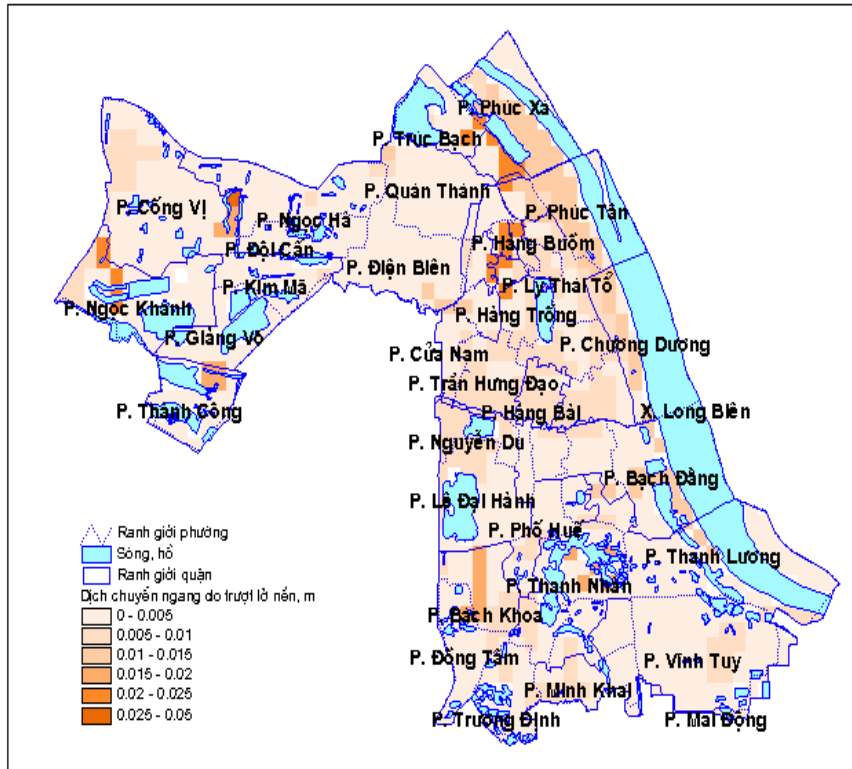 P. Phúc Xá
P. Trúc Bạch
P. Quán Thánh
P. Cống Vị
P. Ngọc Hà
P. Phúc Tân
P. Hàng Buồm
P. Đội Cấn
P. Điện Biên
P. Kim Mã
P. Lý Thái Tổ
P. Ngọc Khánh
P. Hàng Trống
P. Giảng Võ
P. Cửa Nam
P. Chương Dương
P. Trần Hưng Đạo
P. Thành Công
P. Hàng Bài
X. Long Biên
P. Nguyễn Du
P. Bạch Đằng
P. Lê Đại Hành
P. Phố Huế
P. Thanh Lương
P. Thanh Nhàn
P. Bách Khoa
P. Đồng Tâm
P. Vĩnh Tuy
P. Minh Khai
P. Trương Định
P. Mai Động
Ranh giới phường
Sông, hồ
Ranh giới quận
Dịch chuyển ngang do trượt lở nền, m
0 - 0.005
0.005 - 0.01
0.01 - 0.015
0.015 - 0.02
0.02 - 0.025
0.025 - 0.05